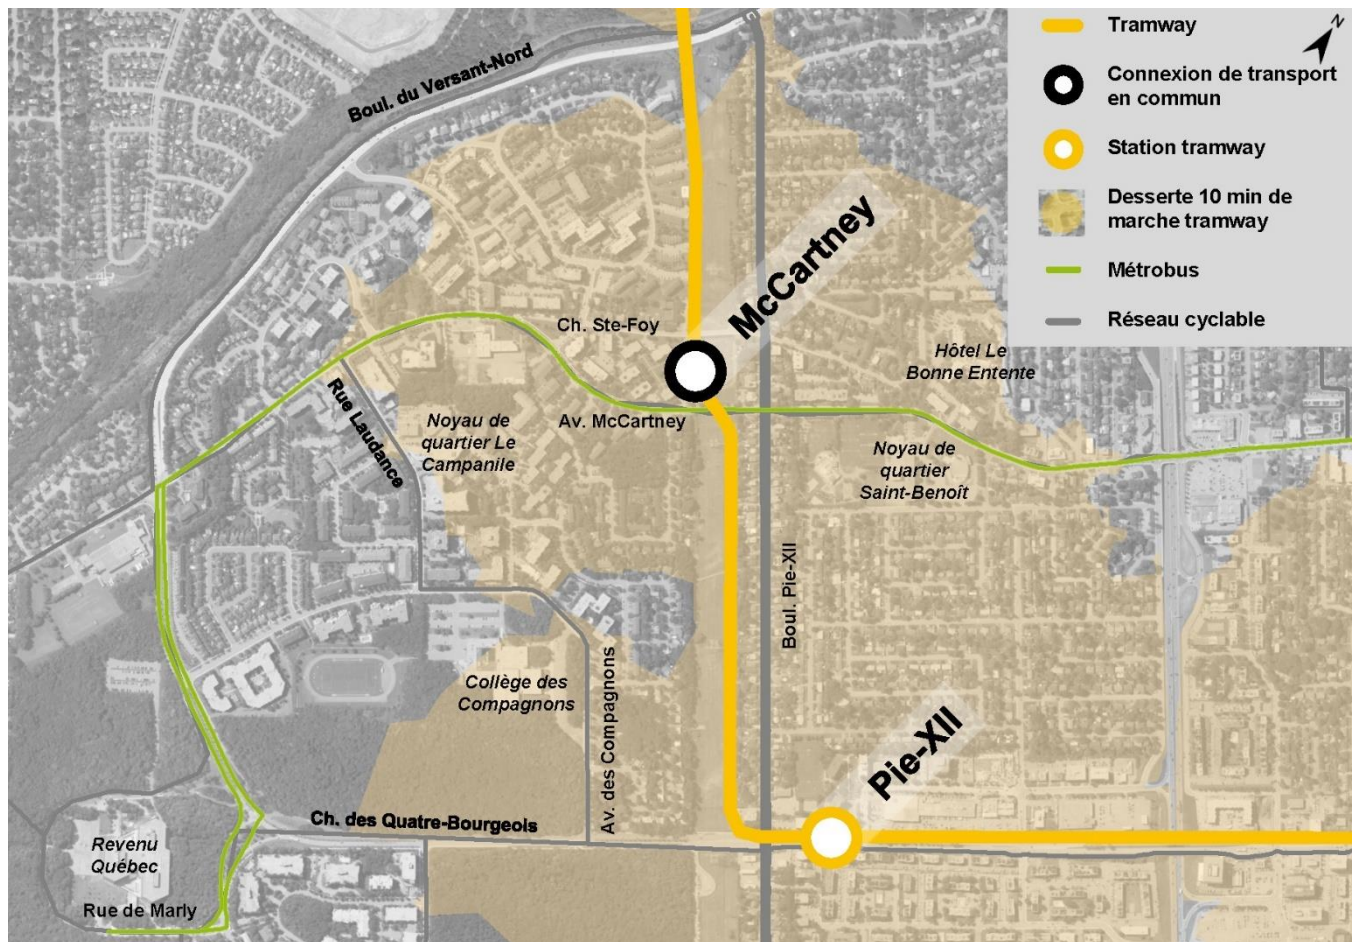 Boul. du Versant-Nord
Tramway
N
Connexion de transport
en commun
Station tramway
Desserte 10 min de
marche tramway
Métrobus
Réseau cyclable
McCartney
Ch. Ste-Foy
Hôtel Le
Bonne Entente
Rue Laudance
Noyau de
quartier Le
Campanile
Av. McCartney
Noyau de
quartier
Saint-Benoît
Boul. Pie-XII
Collège des
Compagnons
Av. des Compagnons
Pie-XII
Ch. des Quatre-Bourgeois
Revenu
Québec
Rue de Marly